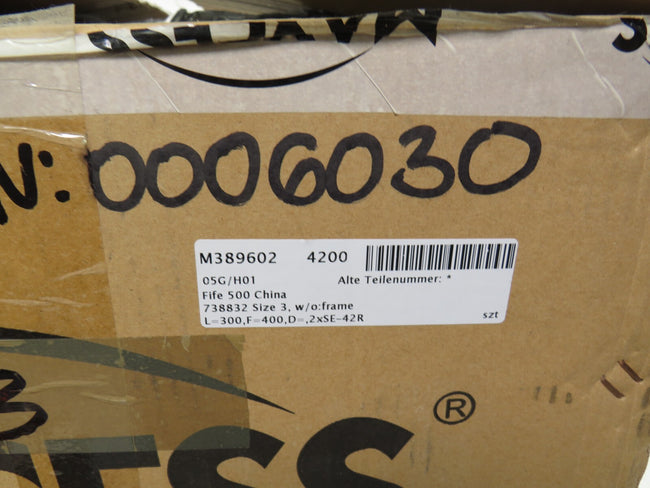 N: 0006030
M389602 4200
05G/H01 Alte Teilenummer: *
Fife 500 China
738832 Size 3, w/o:frame
L=300,F=400,D=,2xSE-42R
szt
ESS®